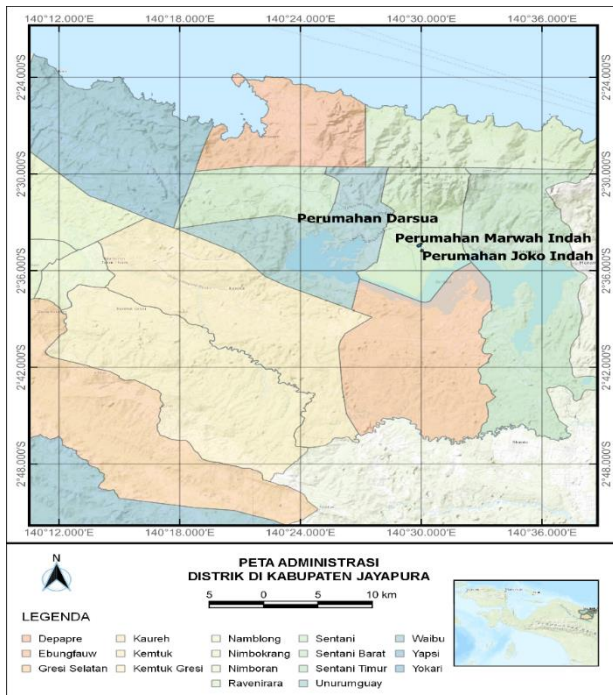 140°12.000'E 140°18.000'E 140°24.000'E 140°30.000'E 140°36.000'E
2°24.000'S 2°24.000'S
2°30.000'S 2°30.000'S
Perumahan Darsua
Perumahan Marwah Indah
Perumahan Joko Indah
2°36.000'S 2°36.000'S
2°42.000'S 2°42.000'S
2°48.000'S 2°48.000'S
140°12.000'E 140°18.000'E 140°24.000'E 140°30.000'E 140°36.000'E
N
PETA ADMINISTRASI
DISTRIK DI KABUPATEN JAYAPURA
5 0 5 10 km
LEGENDA
Depapre Kaureh Namblong Sentani Waibu
Ebungfauw Kemtuk Nimbokrang Sentani Barat Yapsi
Gresi Selatan Kemtuk Gresi Nimboran Sentani Timur Yokari
Ravenirara Unurumguay